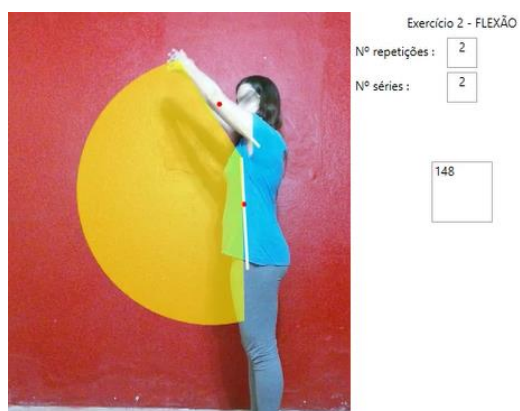 Exercício 2 - FLEXÃO
Nº repetições : 2
Nº séries : 2
148